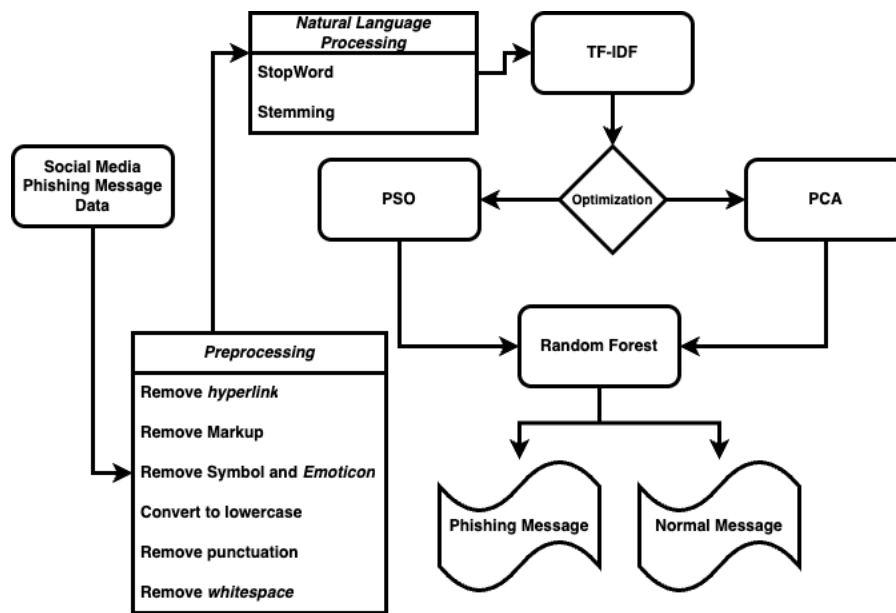 Social Media
Phishing Message
Data
Preprocessing
Remove hyperlink
Remove Markup
Remove Symbol and Emoticon
Convert to lowercase
Remove punctuation
Remove whitespace
Natural Language
Processing
StopWord
Stemming
TF-IDF
Optimization
PSO
PCA
Random Forest
Phishing Message
Normal Message